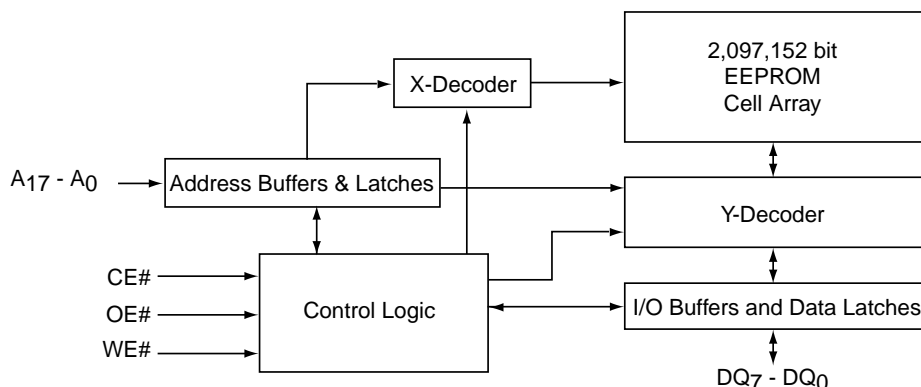 2,097,152 bit
EEPROM
Cell Array
X-Decoder
A17 - A0
Address Buffers & Latches
Y-Decoder
CE#
OE#
WE#
Control Logic
I/O Buffers and Data Latches
DQ7 - DQ0